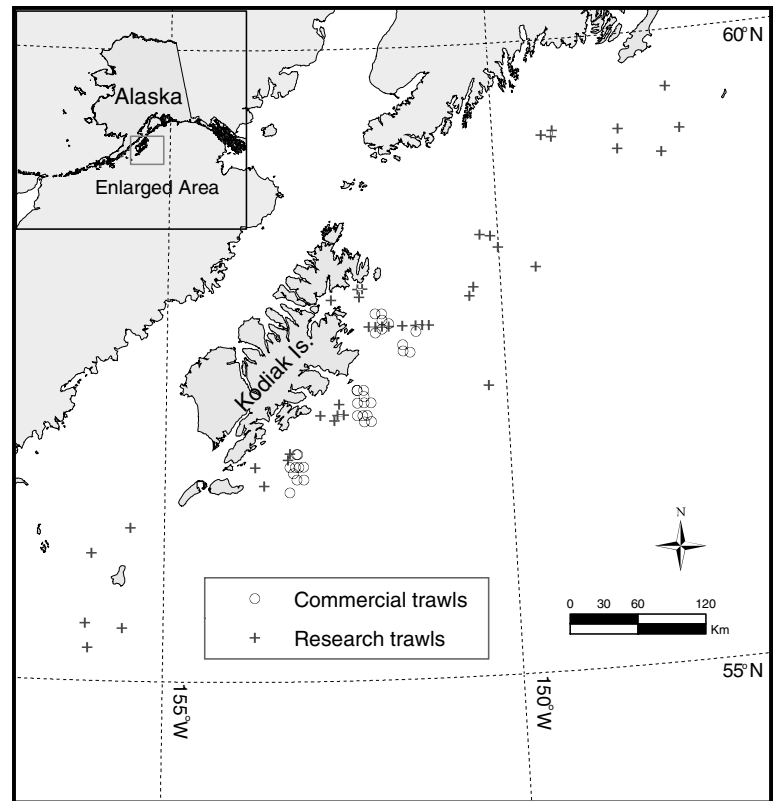 60°N
Alaska
Enlarged Area
Kodiak Is.
N
Commercial trawls
Research trawls
0 30 60 120
Km
55°N
155°W
150°W